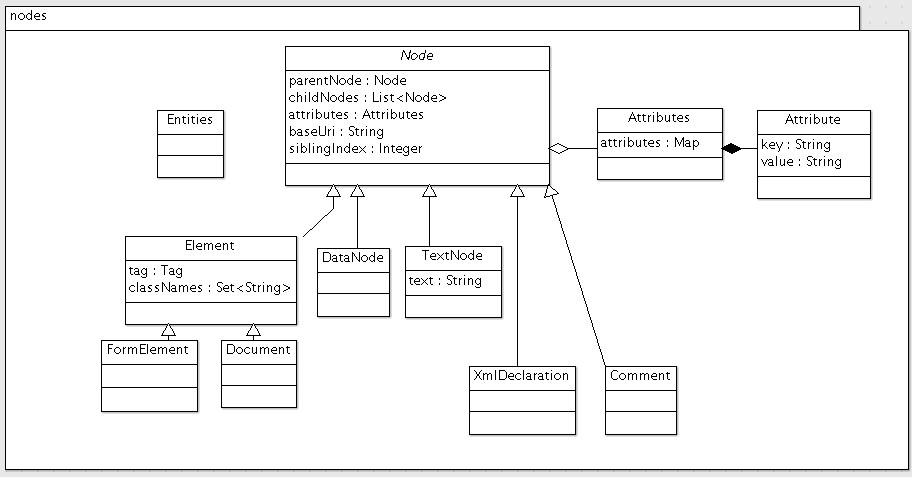 nodes
Node
parentNode : Node
childNodes : List<Node>
attributes : Attributes
baseUri : String
siblingIndex : Integer
Entities
Attributes
attributes : Map
Attribute
key : String
value : String
Element
tag : Tag
classNames : Set<String>
DataNode
TextNode
text : String
FormElement
Document
XmlDeclaration
Comment